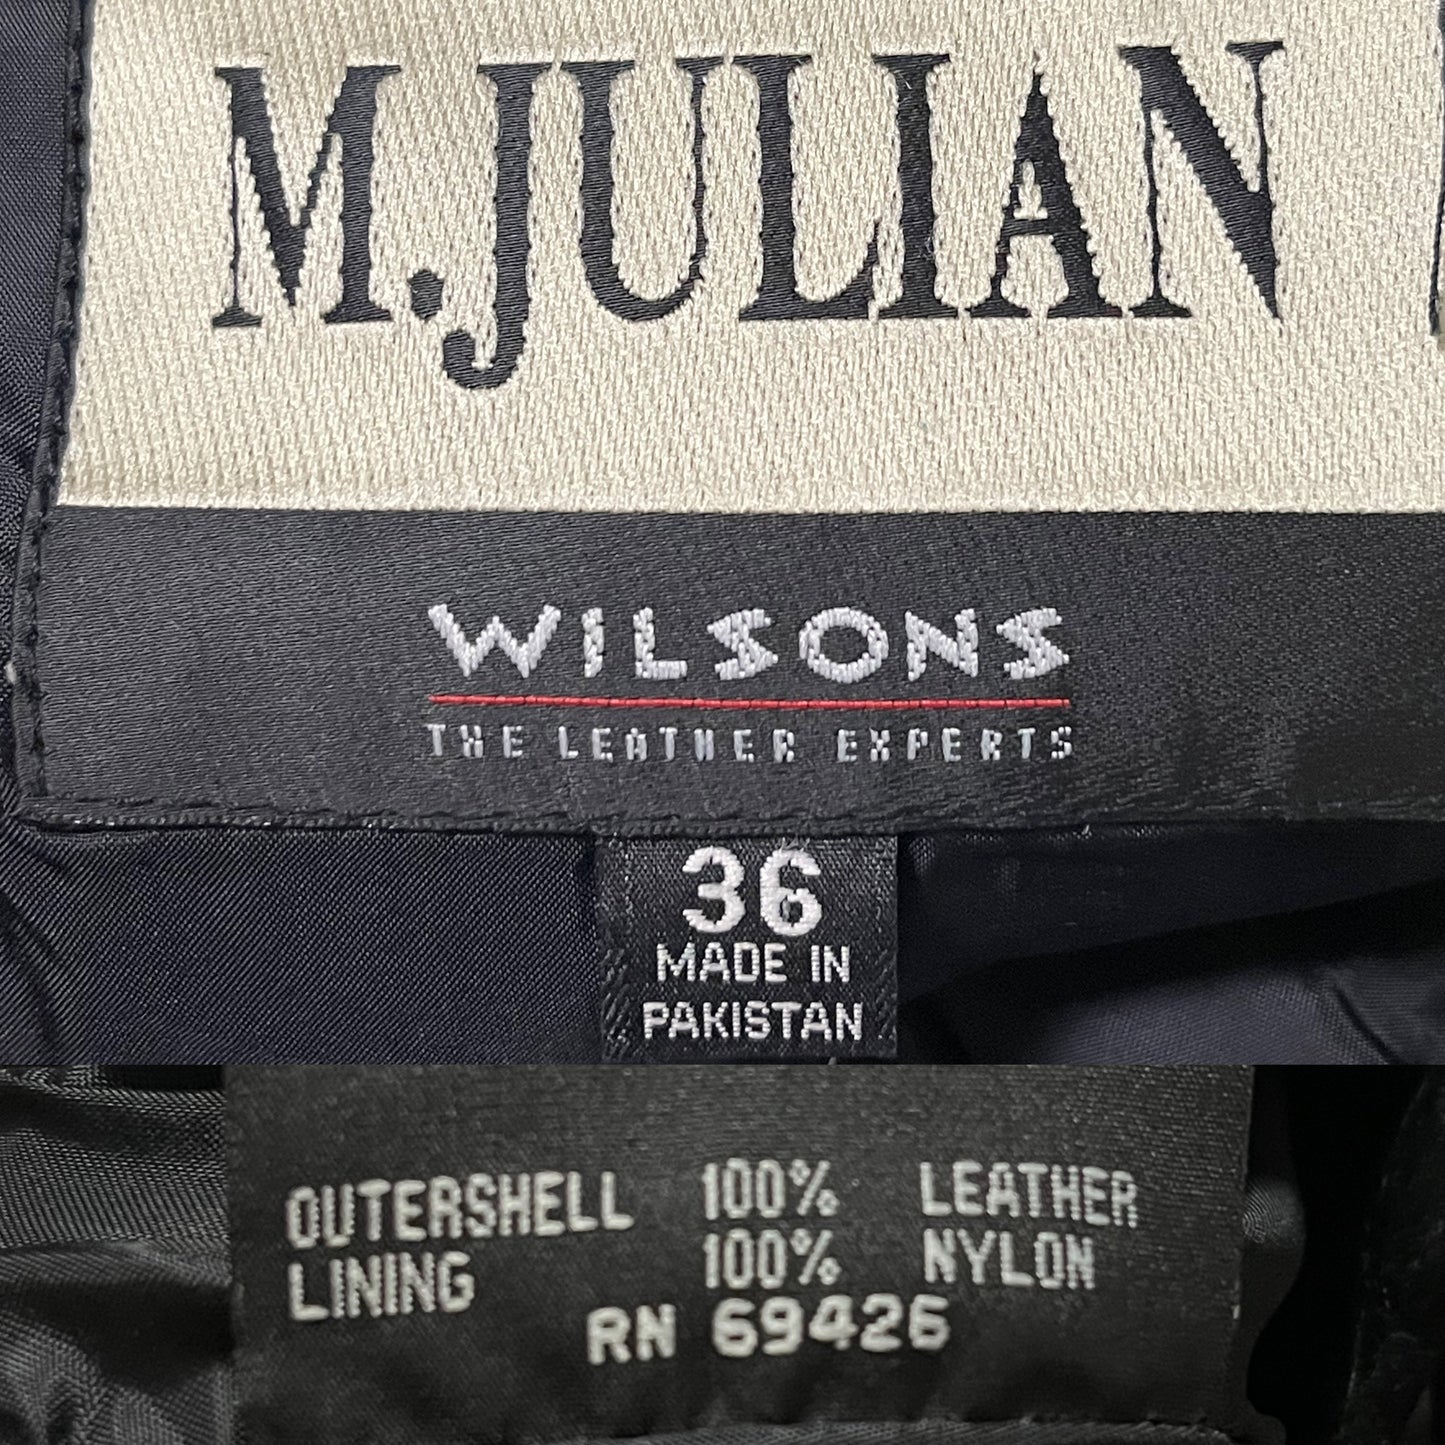 M.JULIAN
WILSONS
THE LEATHER EXPERTS
36
MADE IN
PAKISTAN
OUTERSHELL 100% LEATHER
LINING 100% NYLON
RN 69426